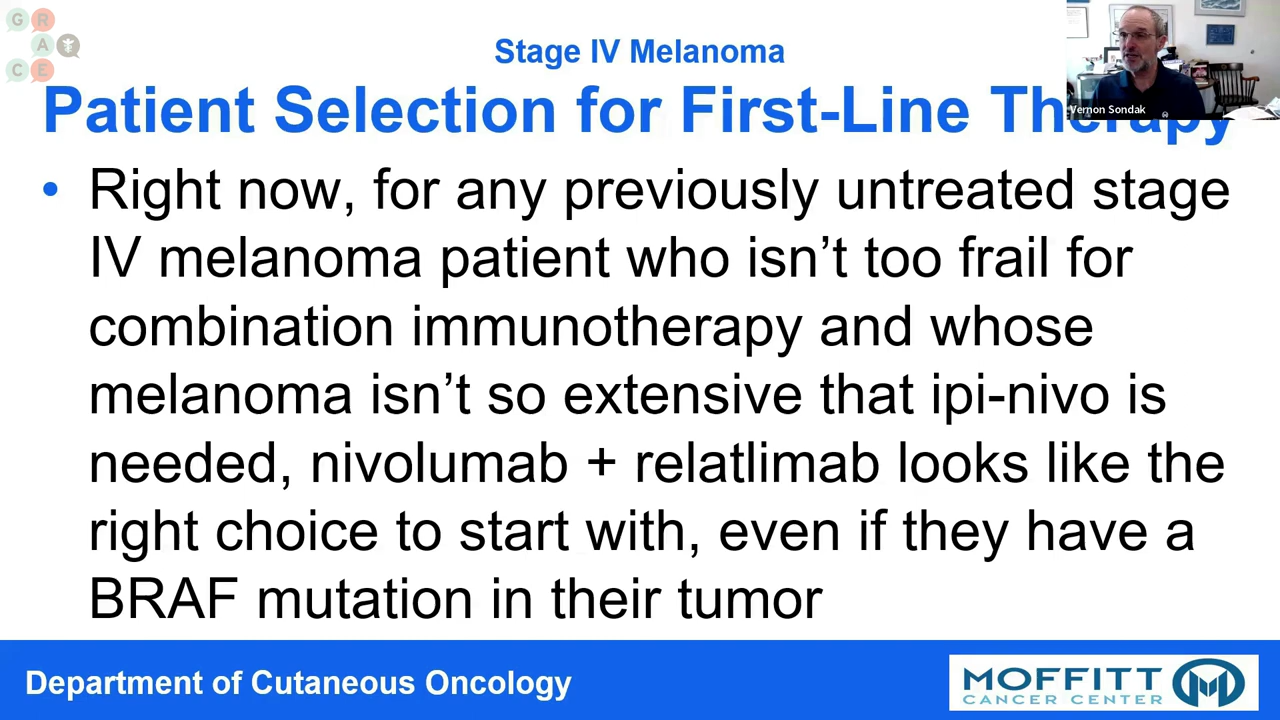 G R
A
C E
Stage IV Melanoma
Patient Selection for First-Line Therapy
Vernon Sondak
• Right now, for any previously untreated stage
IV melanoma patient who isn’t too frail for
combination immunotherapy and whose
melanoma isn’t so extensive that ipi-nivo is
needed, nivolumab + relatlimab looks like the
right choice to start with, even if they have a
BRAF mutation in their tumor
Department of Cutaneous Oncology
MOFFITT
CANCER CENTER